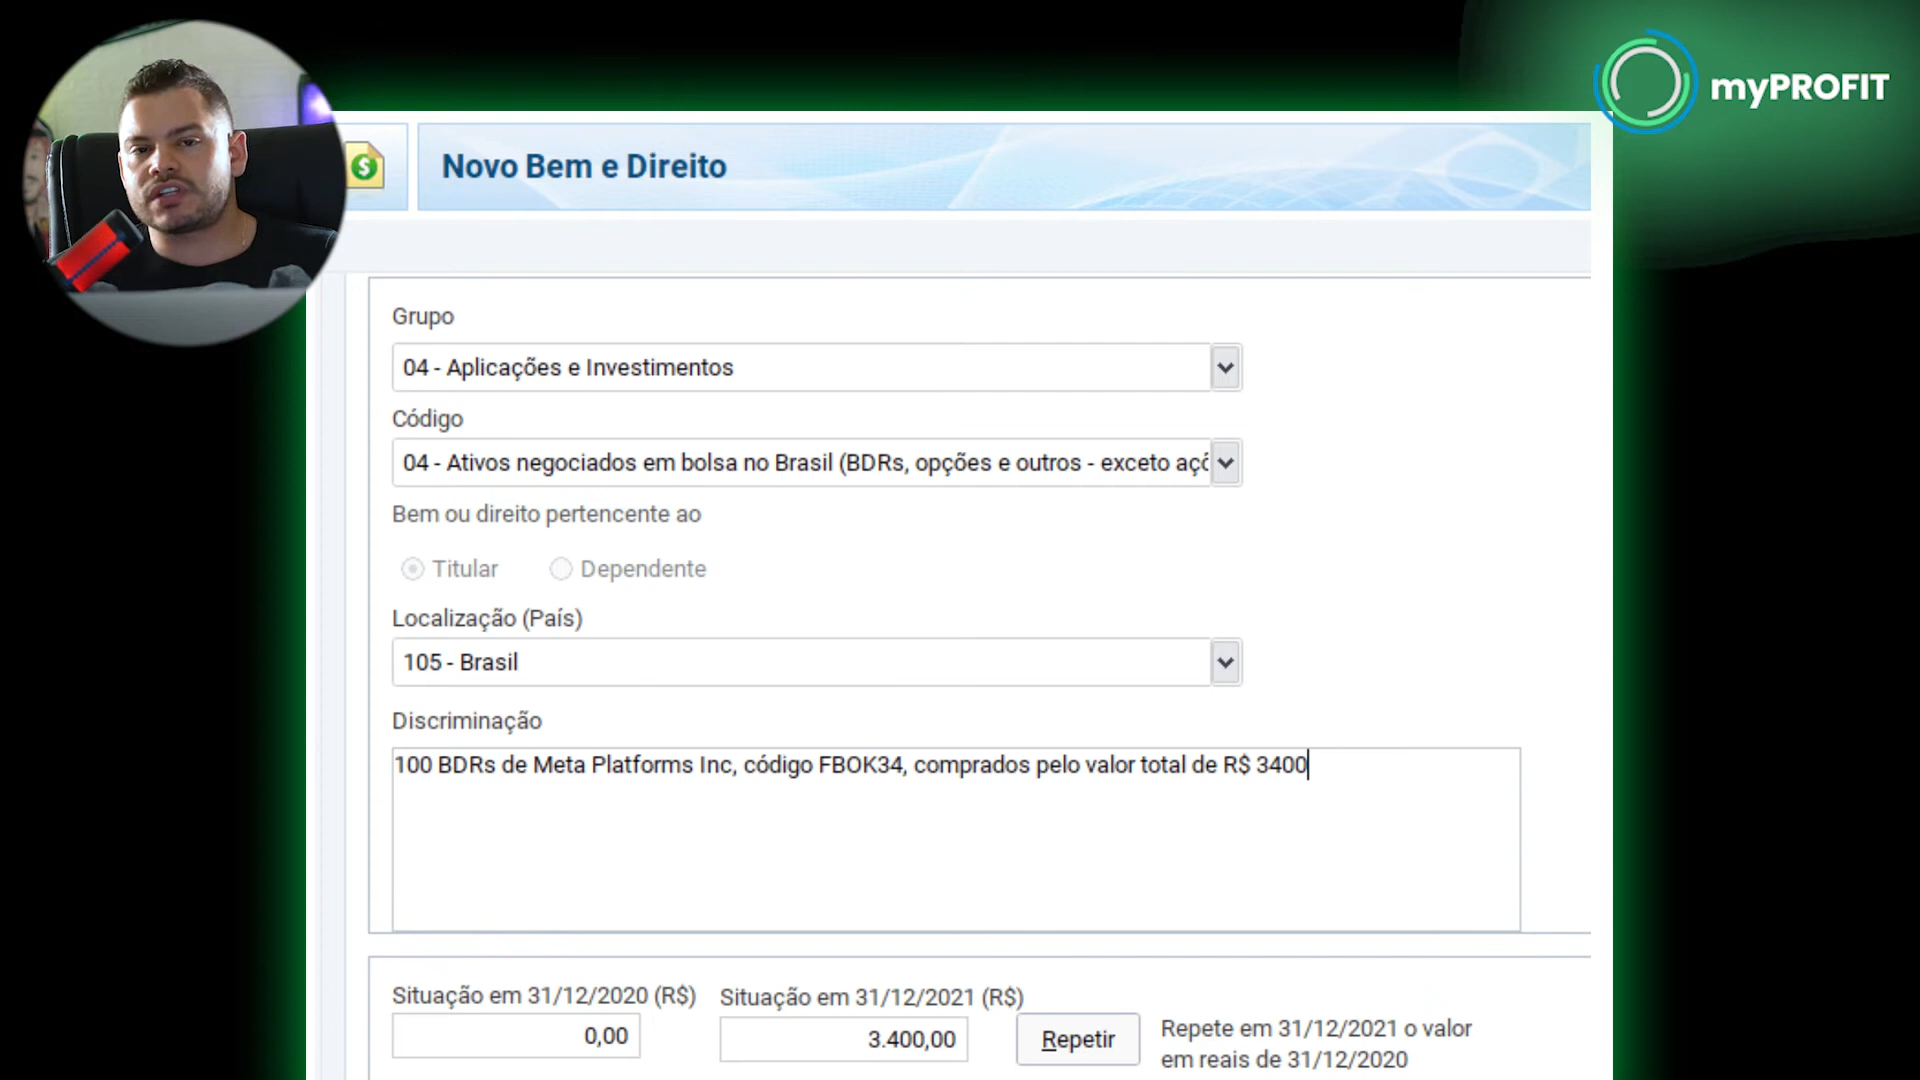 myPROFIT
Novo Bem e Direito
Grupo
04 - Aplicações e Investimentos
Código
04 - Ativos negociados em bolsa no Brasil (BDRs, opções e outros - exceto açõ
Bem ou direito pertencente ao
Titular Dependente
Localização (País)
105 - Brasil
Discriminação
100 BDRs de Meta Platforms Inc, código FBOK34, comprados pelo valor total de R$ 3400
Situação em 31/12/2020 (R$) Situação em 31/12/2021 (R$)
0,00 3.400,00 Repetir
Repete em 31/12/2021 o valor
em reais de 31/12/2020